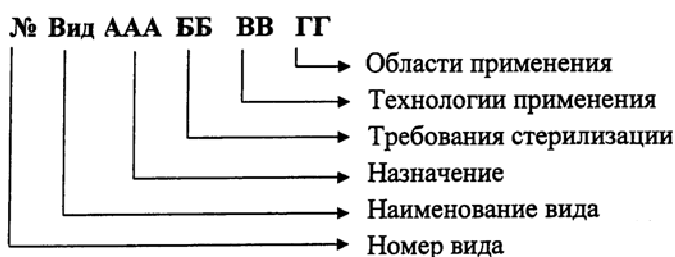 № Вид ААА ББ ВВ ГГ
Области применения
Технологии применения
Требования стерилизации
Назначение
Наименование вида
Номер вида